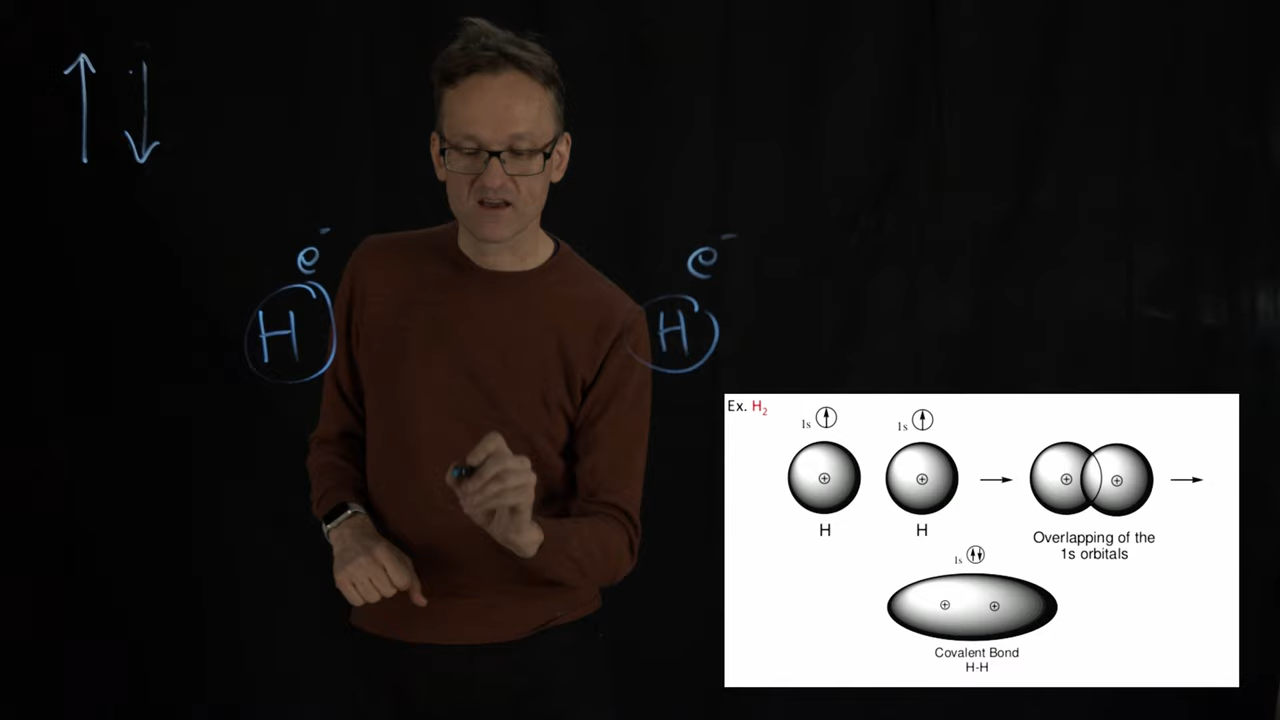 ↑ ↓
e⁻ e⁻
H H
Ex. H₂
1s 1s
H H
Overlapping of the
1s orbitals
1s
Covalent Bond
H-H